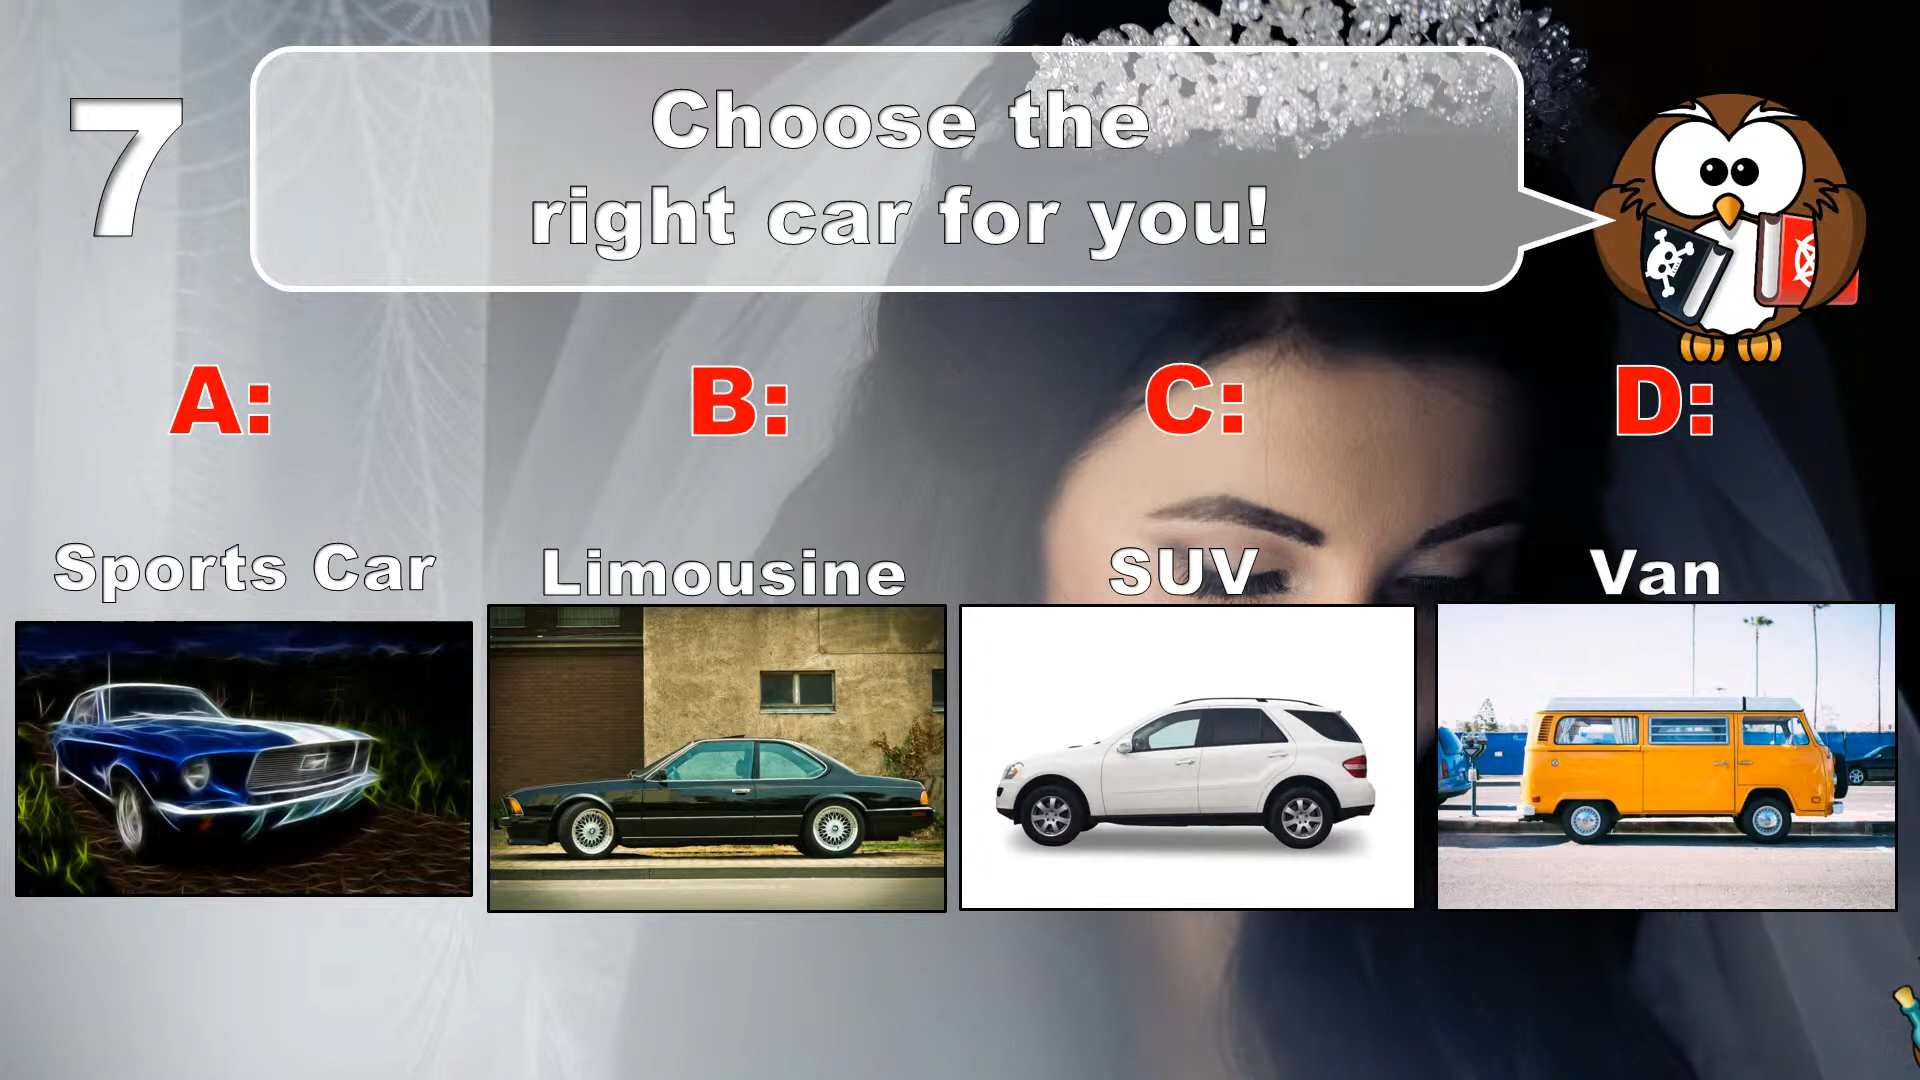 7
Choose the
right car for you!
A:
B:
C:
D:
Sports Car
Limousine
SUV
Van